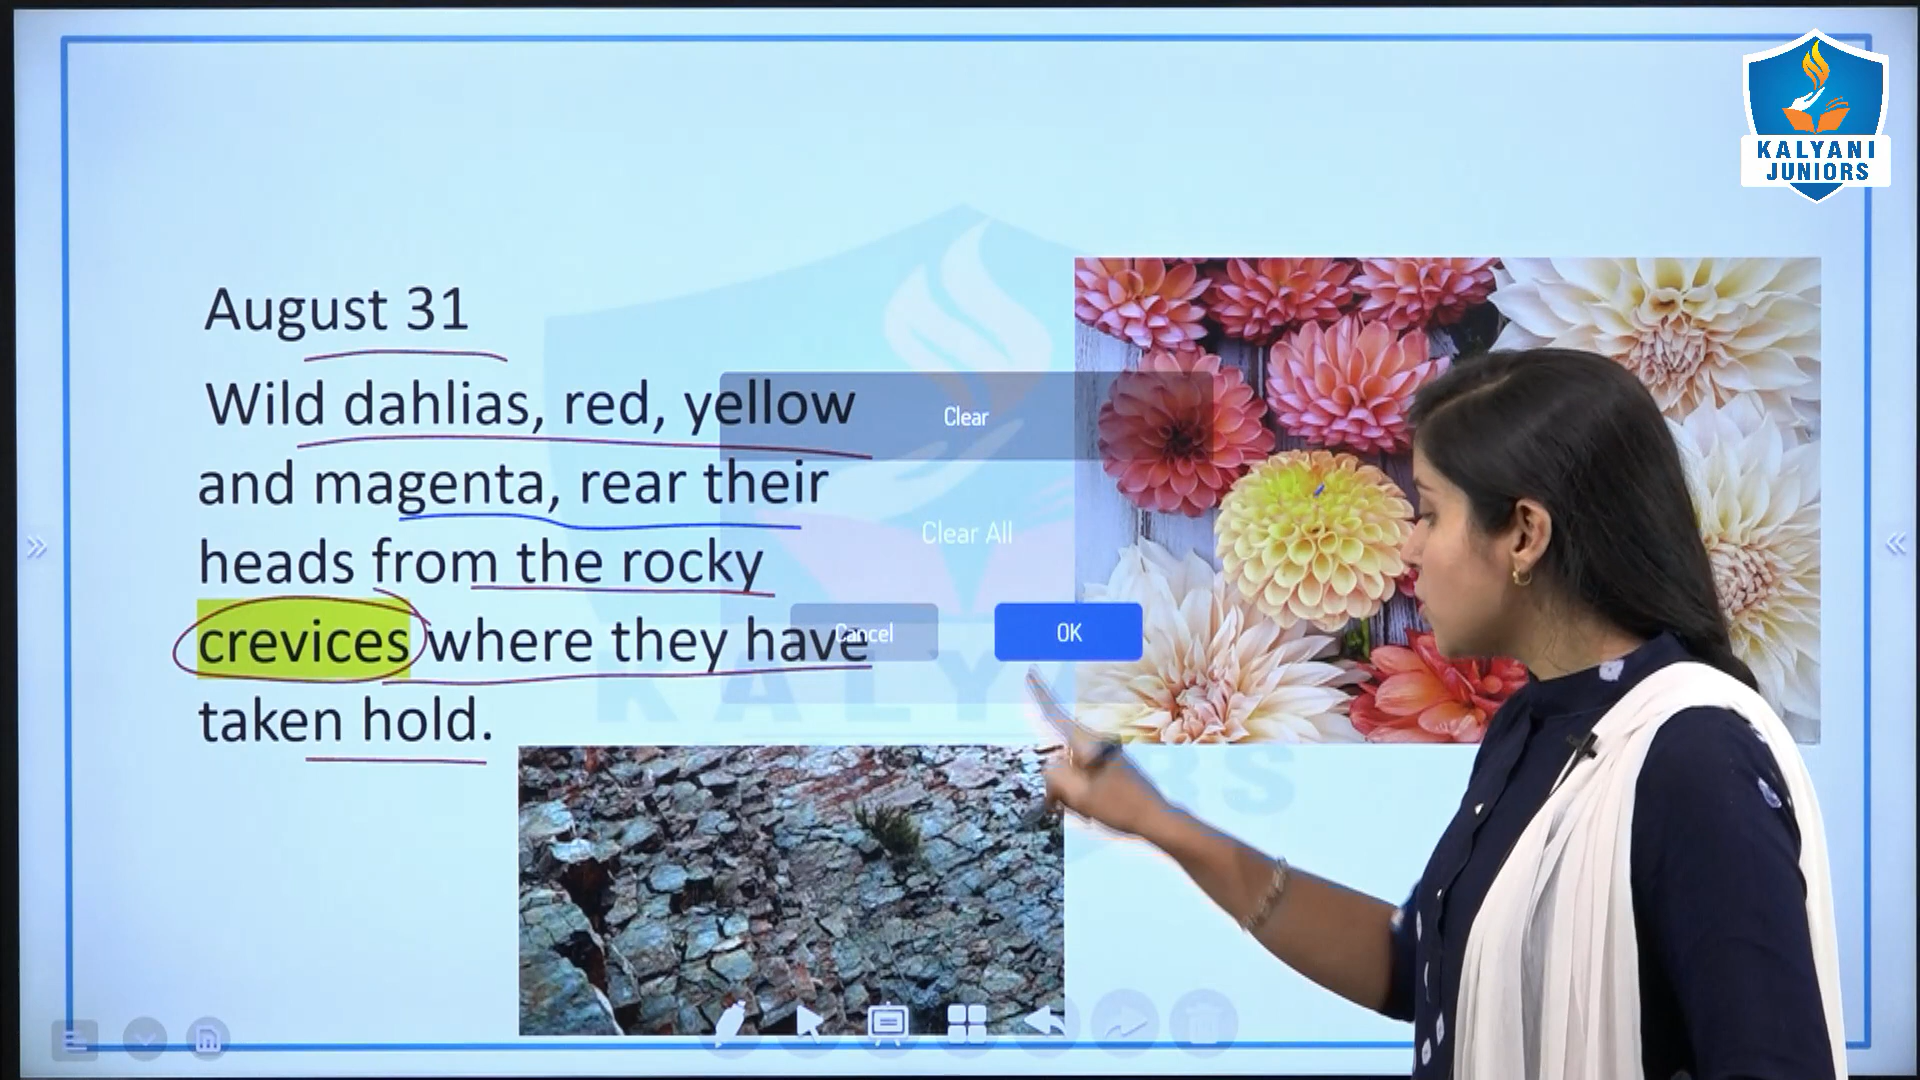 KALYANI
JUNIORS
August 31
Wild dahlias, red, yellow
and magenta, rear their
heads from the rocky
crevices where they have
taken hold.
Clear
Clear All
Cancel
OK